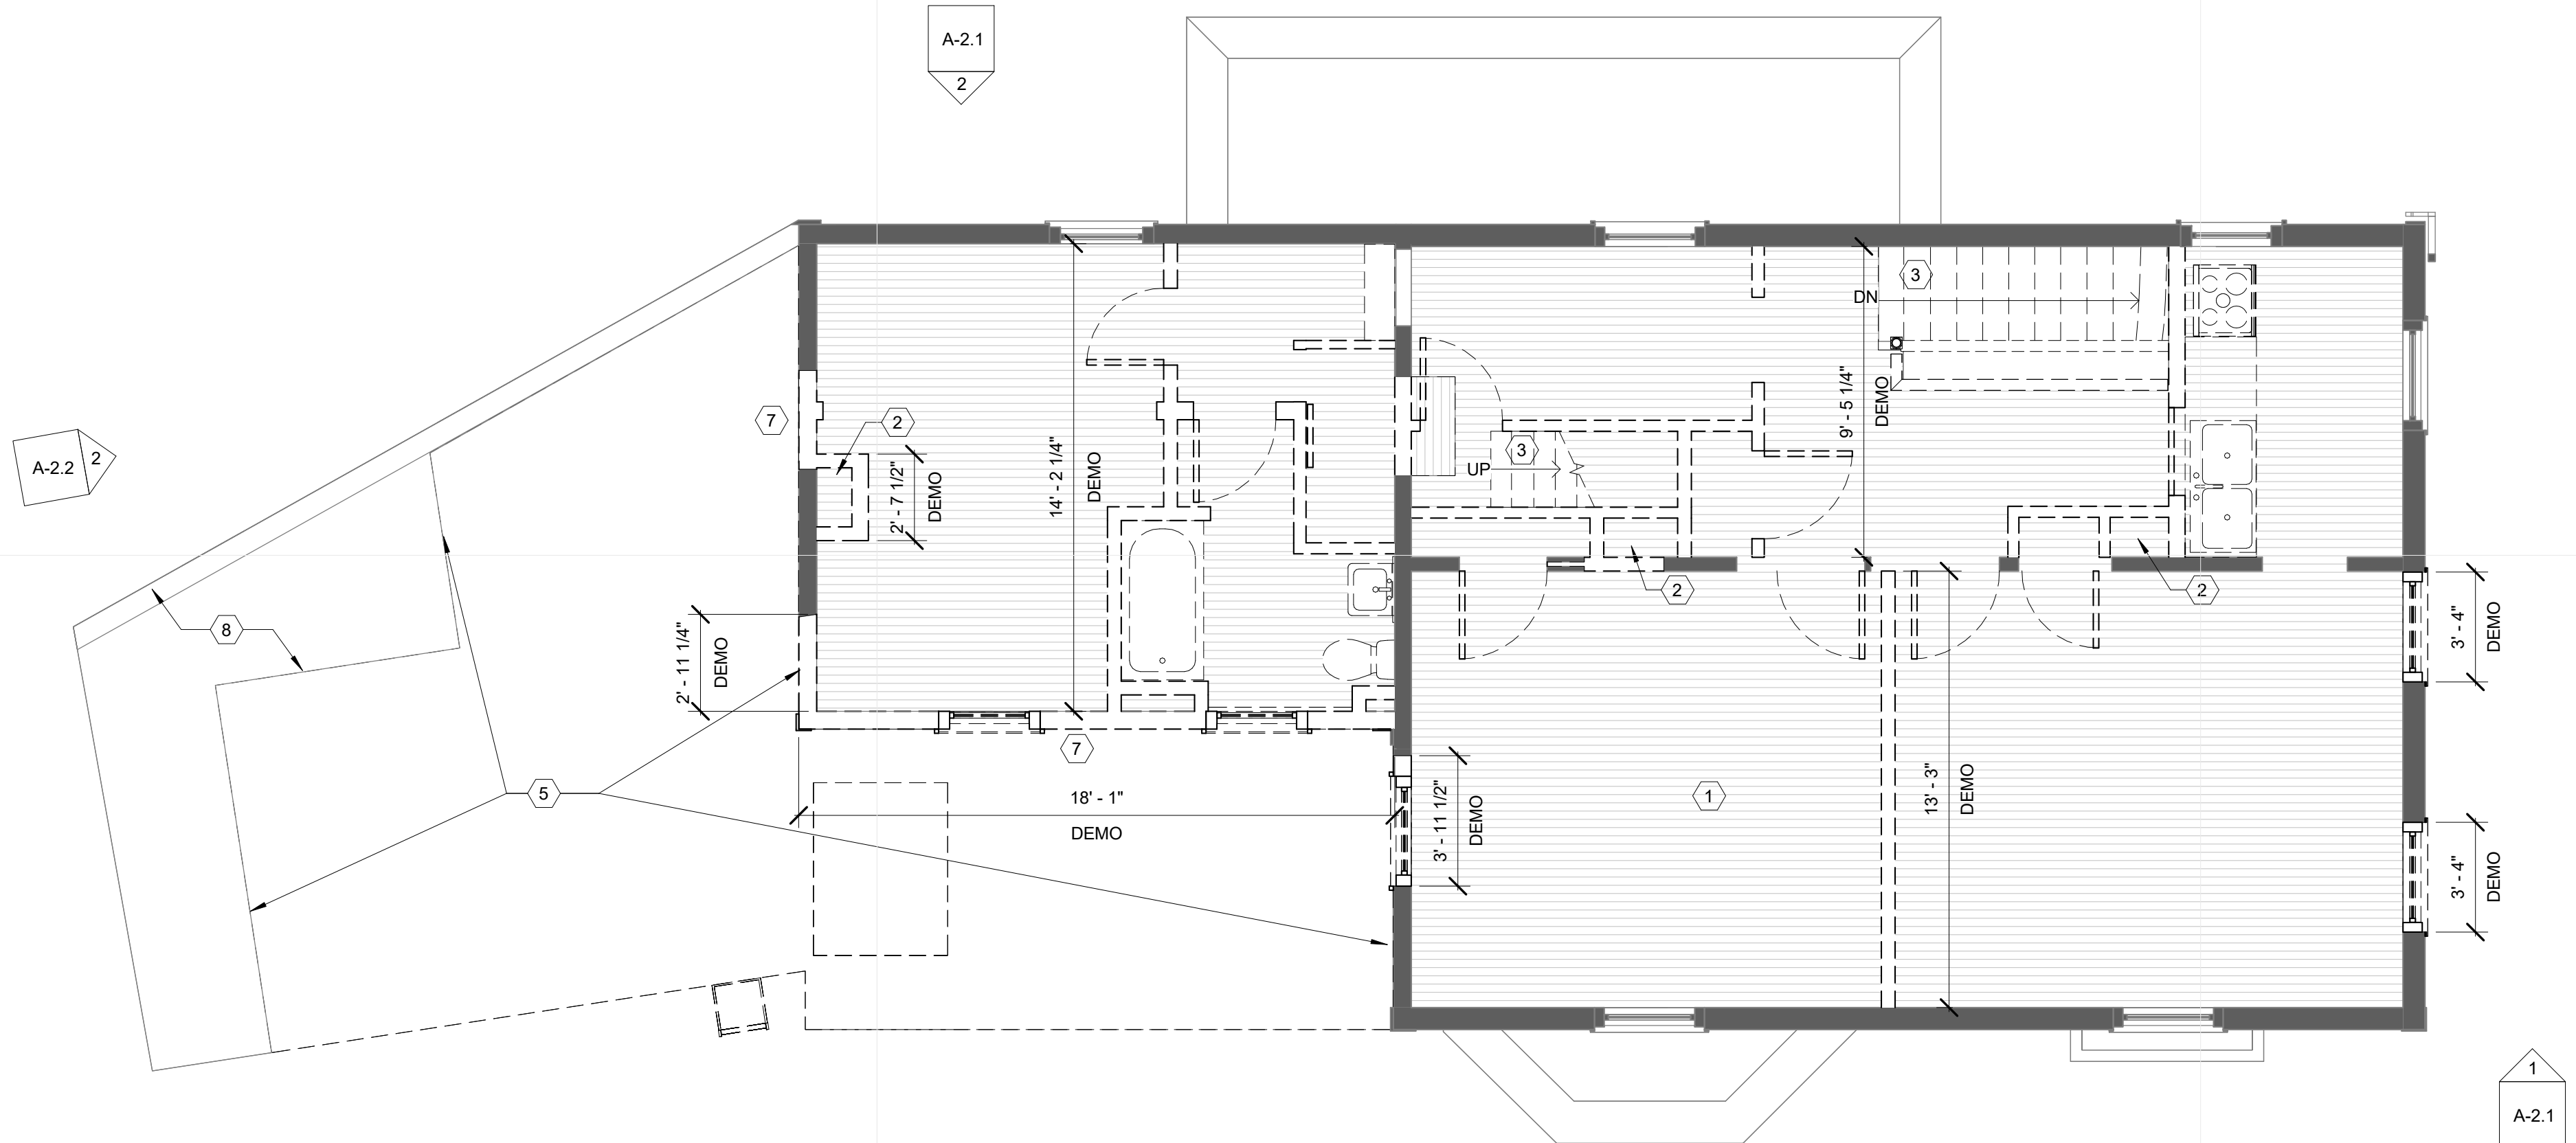 A-2.1
2
3
DN
7
2
A-2.2
2
14' - 2 1/4"
DEMO
2' - 7 1/2"
DEMO
9' - 5 1/4"
DEMO
3
UP
2
2
8
2' - 11 1/4"
DEMO
3' - 4"
DEMO
7
5
18' - 1"
DEMO
3' - 11 1/2"
DEMO
1
13' - 3"
DEMO
3' - 4"
DEMO
1
A-2.1